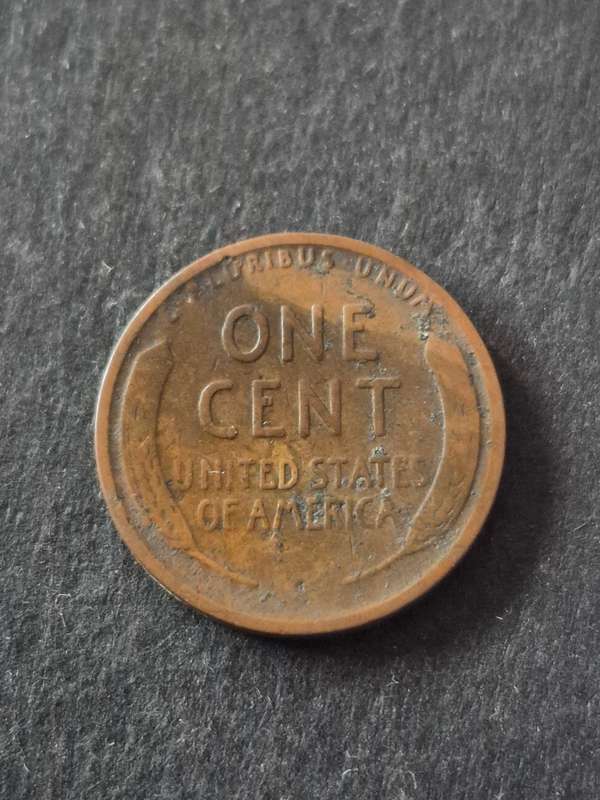 E PLURIBUS UNUM
ONE
CENT
UNITED STATES
OF AMERICA